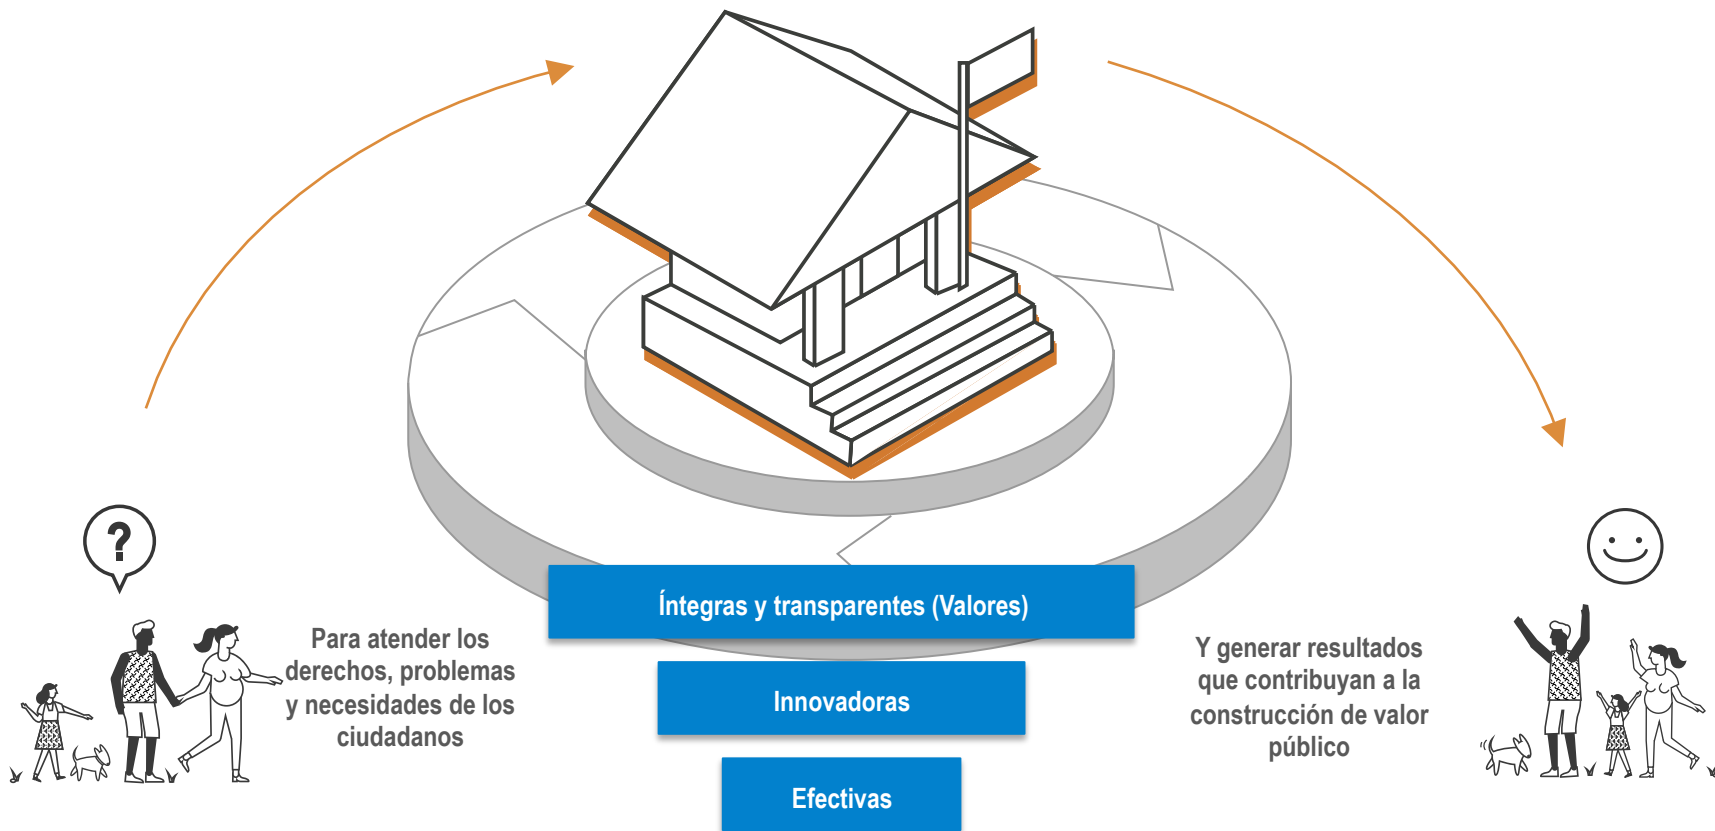 ?
Para atender los
derechos, problemas
y necesidades de los
ciudadanos
Íntegras y transparentes (Valores)
Innovadoras
Efectivas
Y generar resultados
que contribuyan a la
construcción de valor
público